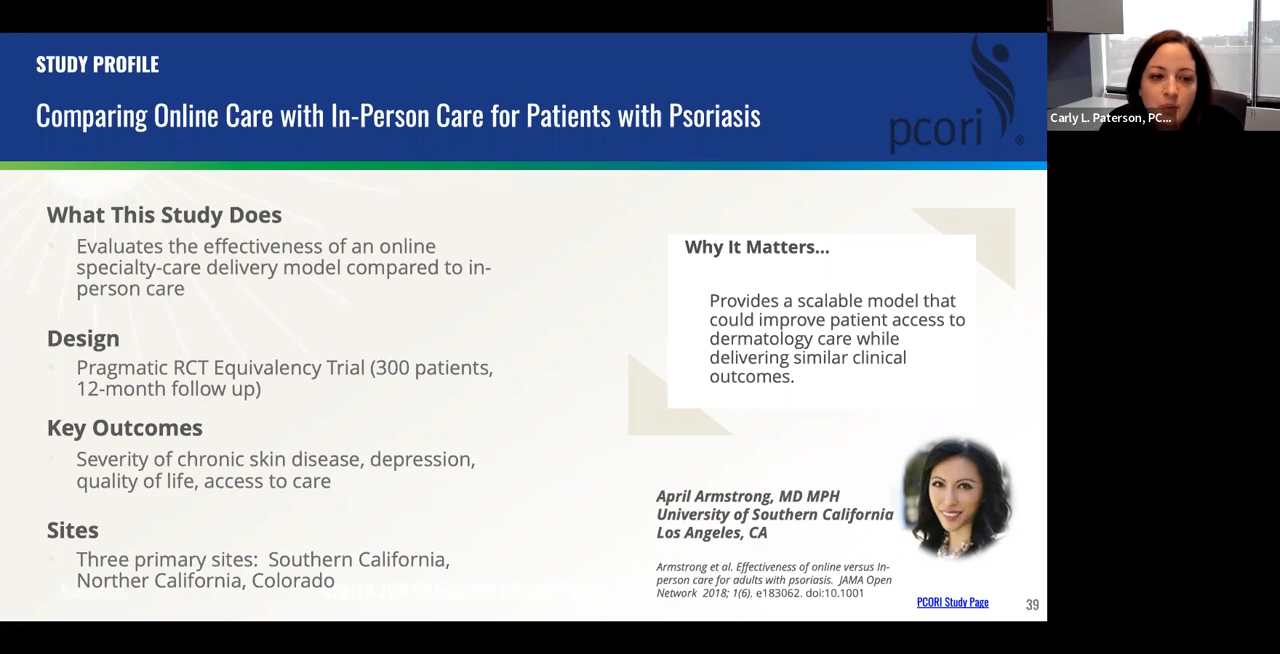 STUDY PROFILE
Comparing Online Care with In-Person Care for Patients with Psoriasis
pcori
®
Carly L. Paterson, PC...
What This Study Does
Evaluates the effectiveness of an online
specialty-care delivery model compared to in-
person care
Design
Pragmatic RCT Equivalency Trial (300 patients,
12-month follow up)
Key Outcomes
Severity of chronic skin disease, depression,
quality of life, access to care
Sites
Three primary sites:  Southern California,
Norther California, Colorado
Why It Matters...
Provides a scalable model that
could improve patient access to
dermatology care while
delivering similar clinical
outcomes.
April Armstrong, MD MPH
University of Southern California
Los Angeles, CA
Armstrong et al. Effectiveness of online versus In-
person care for adults with psoriasis.  JAMA Open
Network  2018; 1(6). e183062. doi:10.1001
PCORI Study Page
39